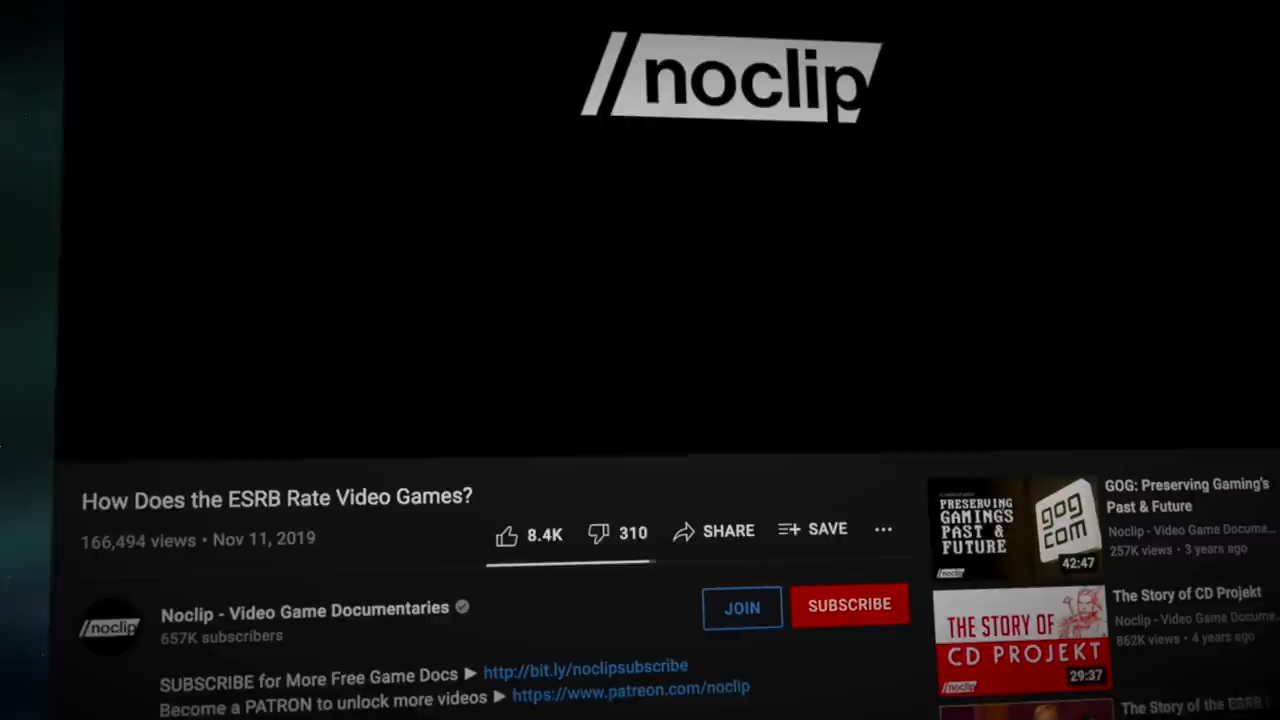 //noclip
How Does the ESRB Rate Video Games?
166,494 views • Nov 11, 2019
8.4K
310
SHARE
SAVE
/noclip
Noclip - Video Game Documentaries
657K subscribers
JOIN
SUBSCRIBE
SUBSCRIBE for More Free Game Docs ► http://bit.ly/noclipsubscribe
Become a PATRON to unlock more videos ► https://www.patreon.com/noclip
PRESERVING
GAMING'S
PAST &
FUTURE
gog
com
/noclip
42:47
GOG: Preserving Gaming's
Past & Future
Noclip - Video Game Docume...
257K views • 3 years ago
THE STORY OF
CD PROJEKT
/noclip
29:37
The Story of CD Projekt
Noclip - Video Game Docume...
862K views • 4 years ago
The Story of the ESRB